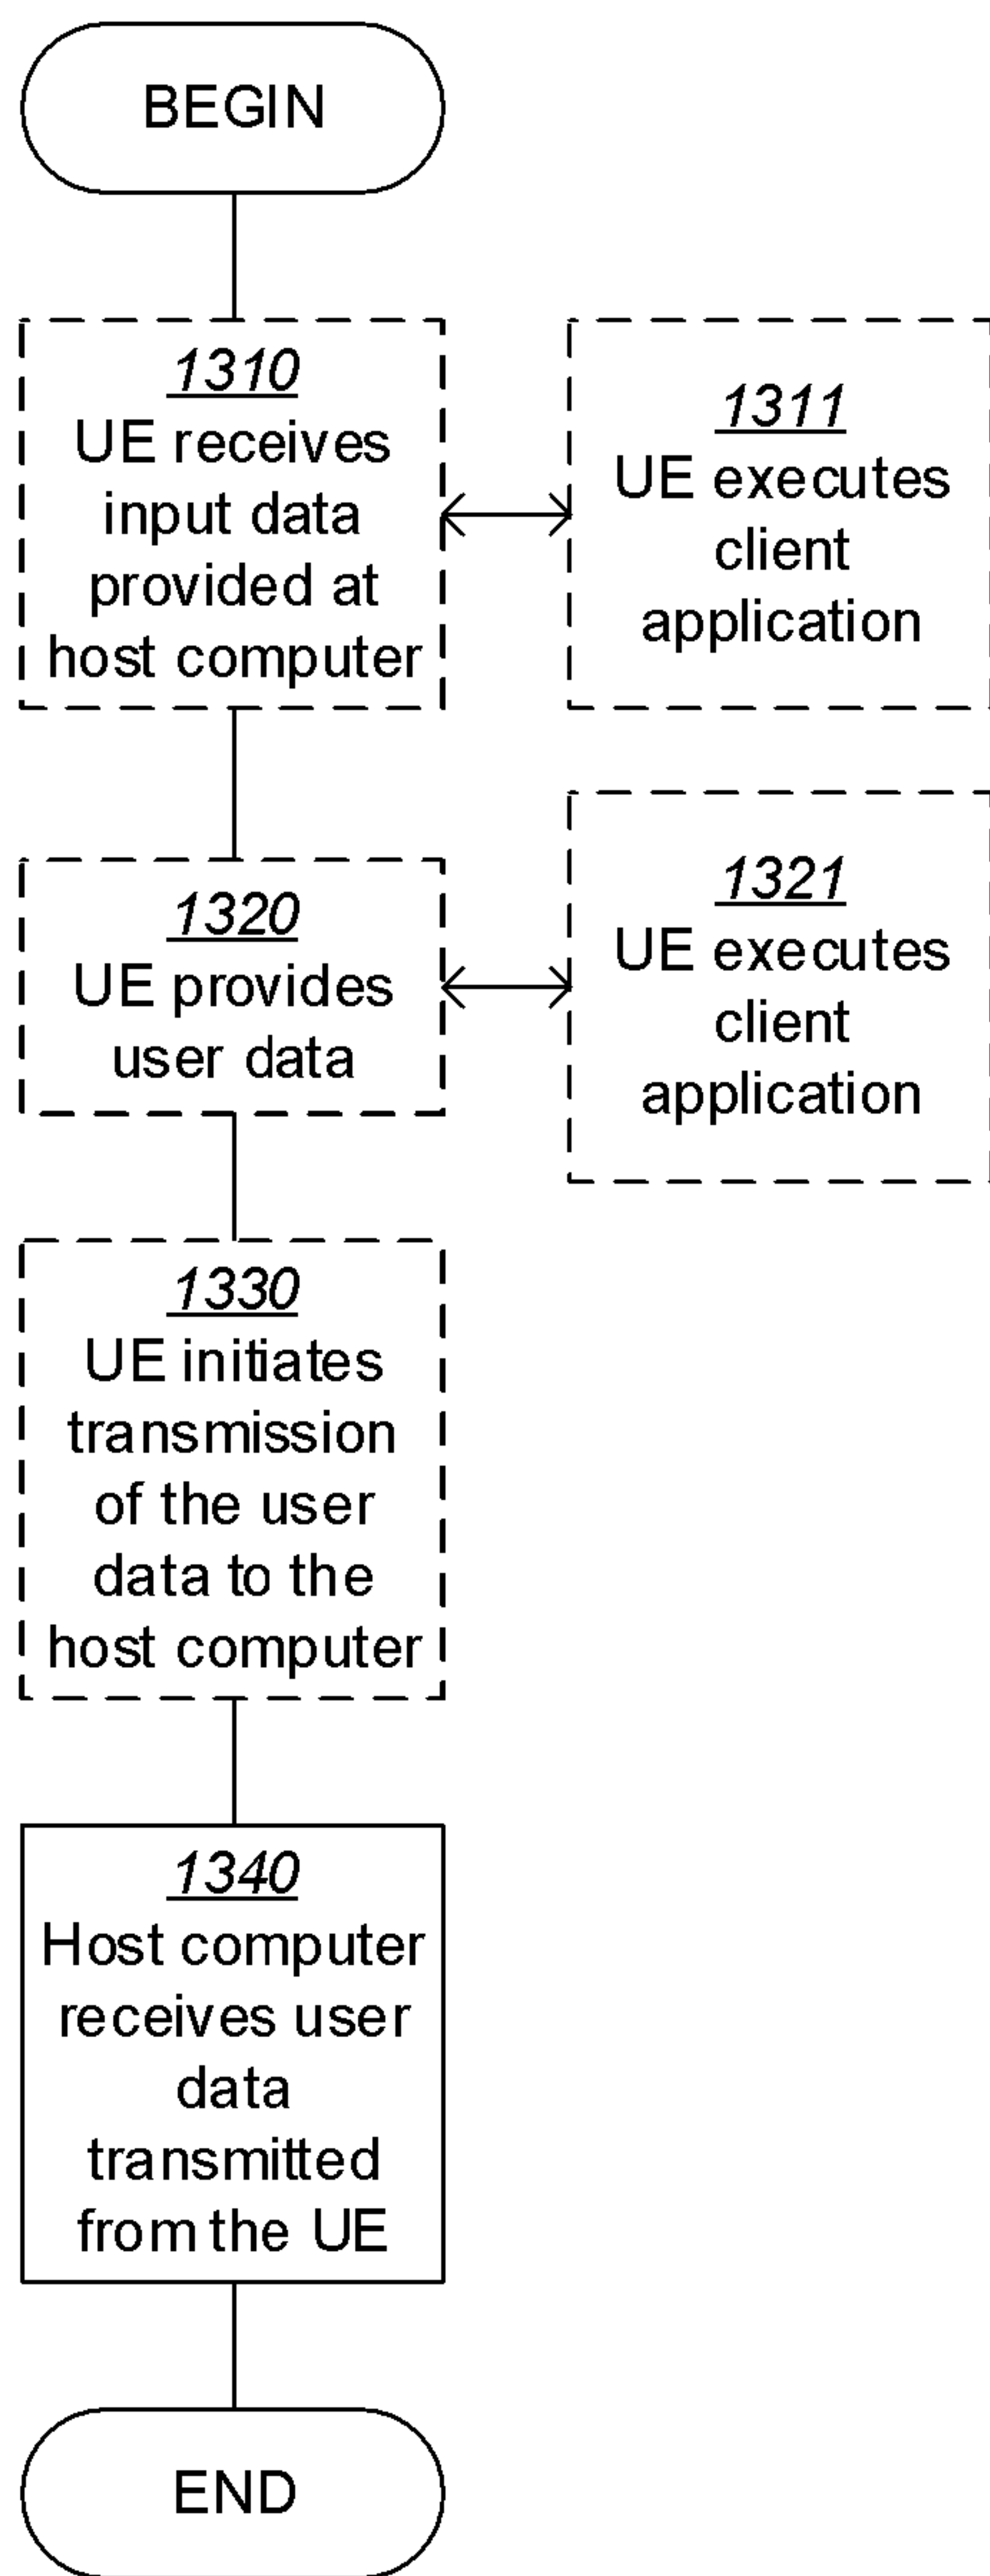 BEGIN
1310
UE receives
input data
provided at
host computer
1311
UE executes
client
application
1320
UE provides
user data
1321
UE executes
client
application
1330
UE initiates
transmission
of the user
data to the
host computer
1340
Host computer
receives user
data
transmitted
from the UE
END